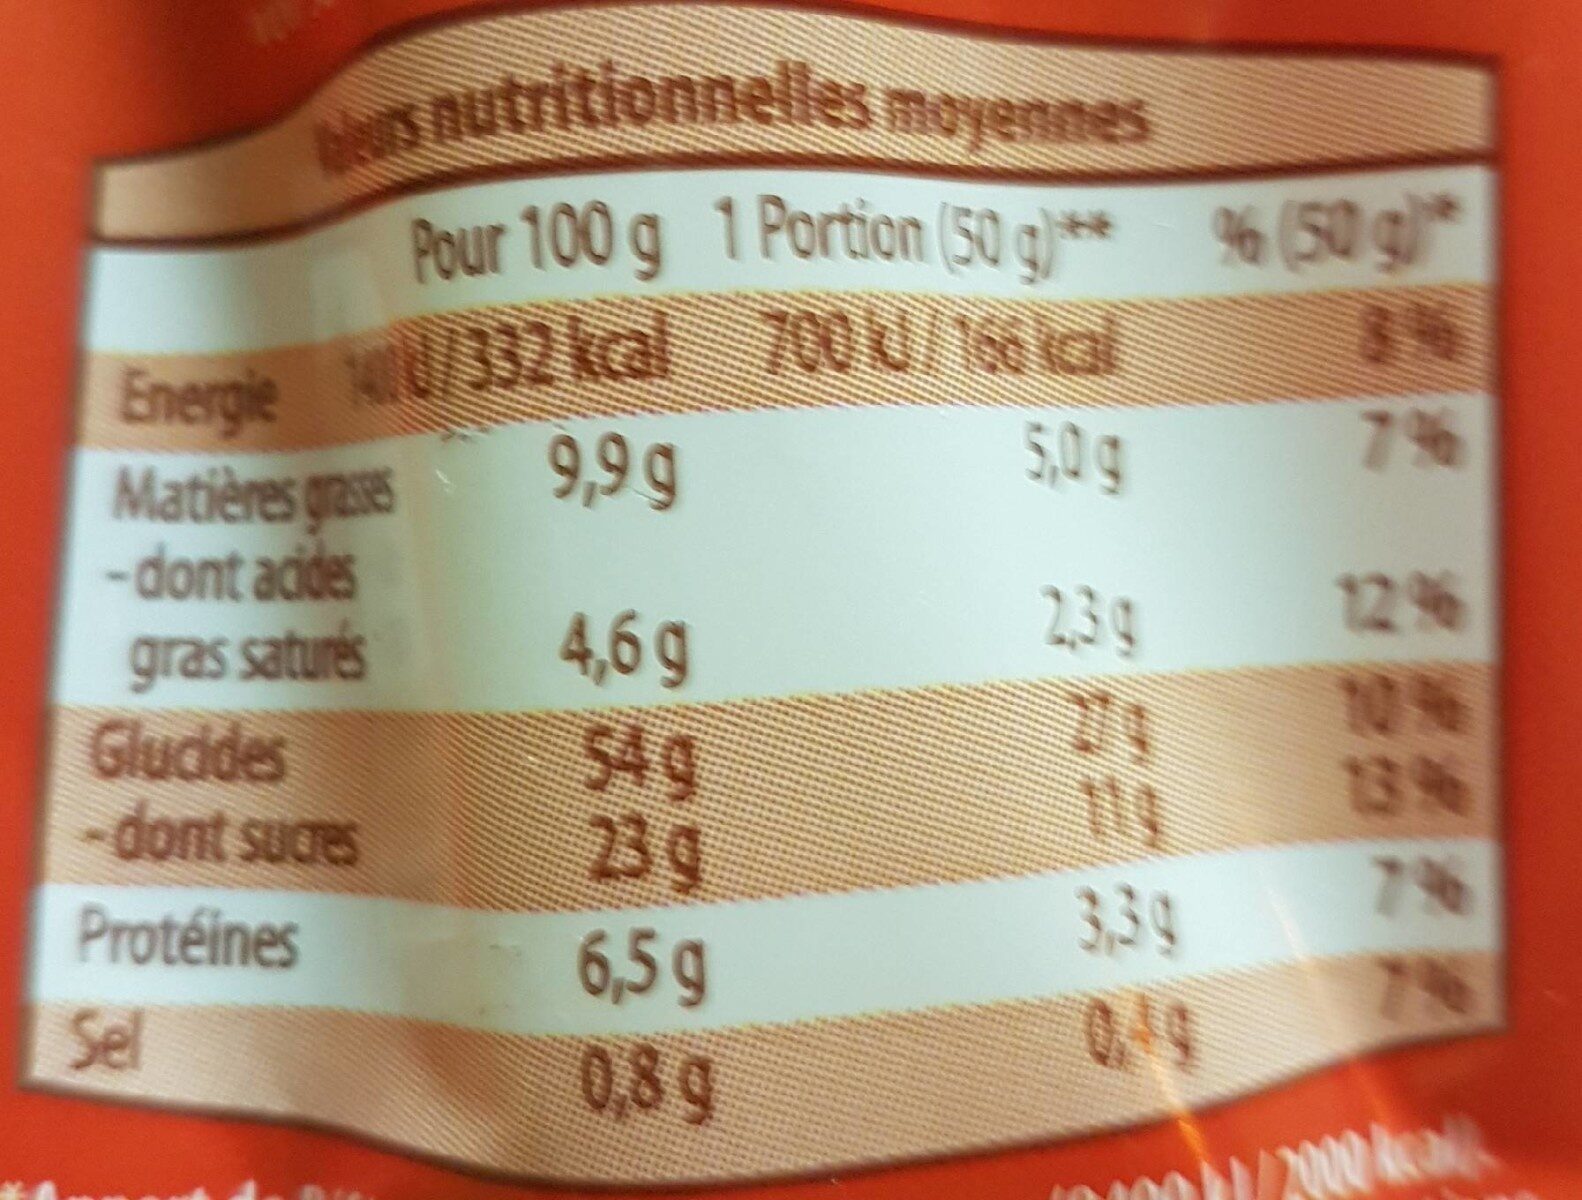 nutritionnelles moyennes
Pour 100 g 1 Portion (50 g)** % (50 g)*
Energie kJ / 332 kcal 700 kJ / 166 kcal 8 %
Matières grasses 9,9 g 5,0 g 7 %
- dont acides
gras saturés 4,6 g 2,3 g 12 %
Glucides 54 g 27 g 10 %
- dont sucres 23 g 11 g 13 %
Protéines 6,5 g 3,3 g 7 %
Sel 0,8 g 0,4 g 7 %